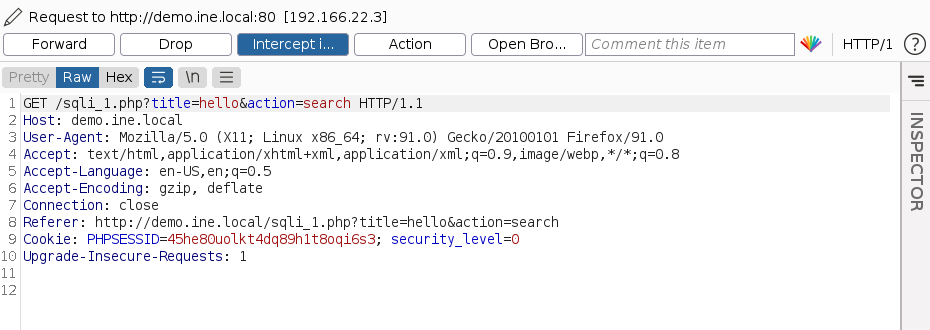 Request to http://demo.ine.local:80 [192.166.22.3]
Forward Drop Intercept i... Action Open Bro... Comment this item HTTP/1 ?
Pretty Raw Hex \n
1 GET /sqli_1.php?title=hello&action=search HTTP/1.1
2 Host: demo.ine.local
3 User-Agent: Mozilla/5.0 (X11; Linux x86_64; rv:91.0) Gecko/20100101 Firefox/91.0
4 Accept: text/html,application/xhtml+xml,application/xml;q=0.9,image/webp,*/*;q=0.8
5 Accept-Language: en-US,en;q=0.5
6 Accept-Encoding: gzip, deflate
7 Connection: close
8 Referer: http://demo.ine.local/sqli_1.php?title=hello&action=search
9 Cookie: PHPSESSID=45he80uolkt4dq89h1t8oqi6s3; security_level=0
10 Upgrade-Insecure-Requests: 1
11
12
INSPECTOR